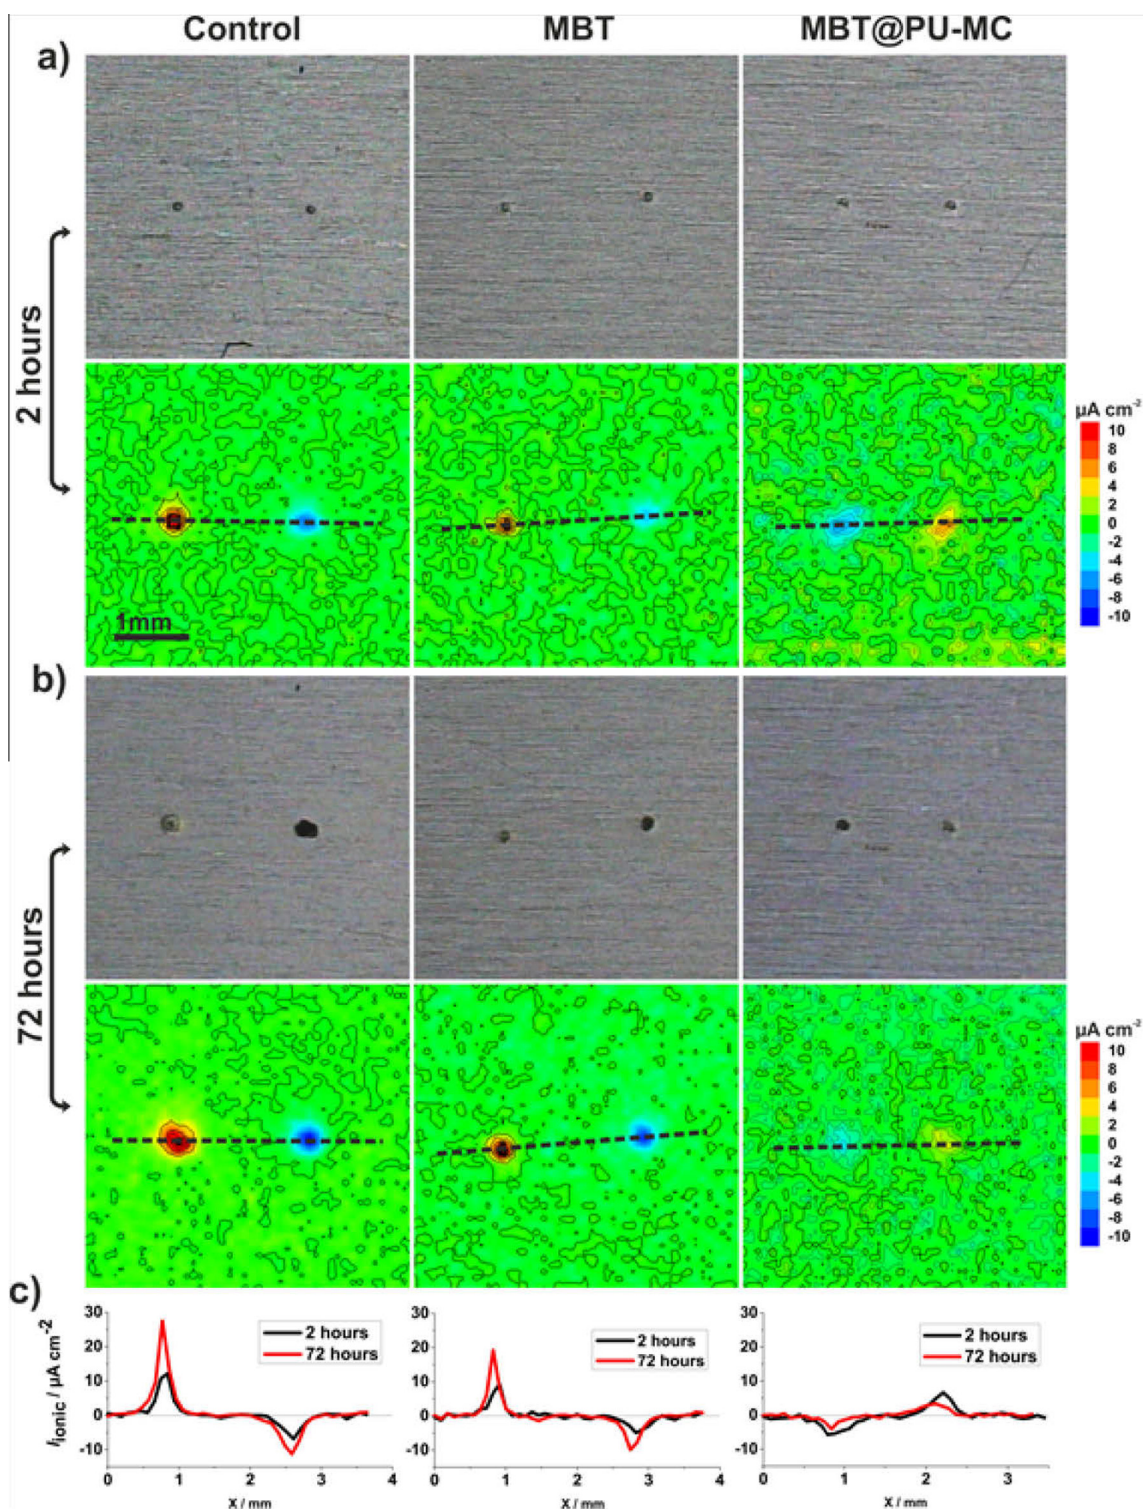 Control MBT MBT@PU-MC
a)
2 hours
µA cm-2
10
8
6
4
2
0
-2
-4
-6
-8
-10
1mm
b)
72 hours
µA cm-2
10
8
6
4
2
0
-2
-4
-6
-8
-10
c)
Iionic / µA cm-2
30
20
10
0
-10
2 hours
72 hours
0 1 2 3 4
X / mm
30
20
10
0
-10
2 hours
72 hours
0 1 2 3 4
X / mm
30
20
10
0
-10
2 hours
72 hours
0 1 2 3
X / mm